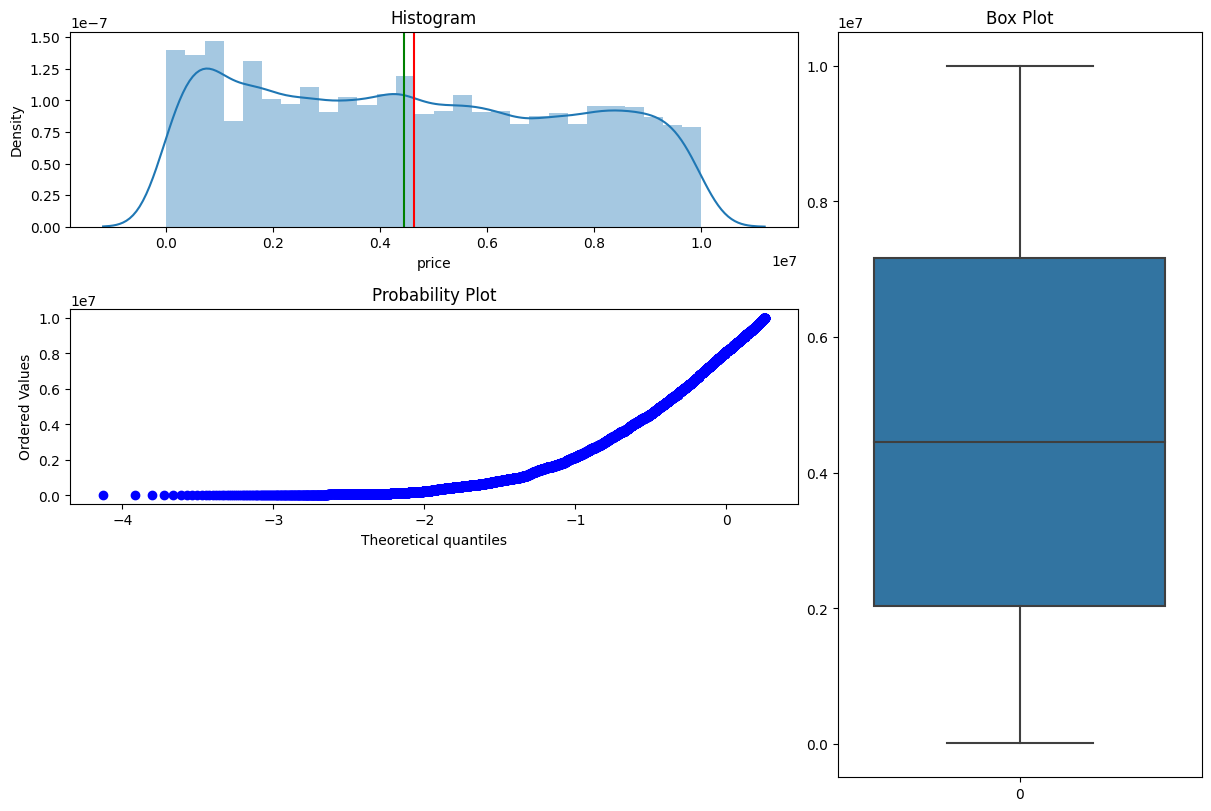 Histogram
1e−7
1.50
1.25
1.00
0.75
0.50
0.25
0.00
Density
0.0 0.2 0.4 0.6 0.8 1.0
1e7
price
Probability Plot
1e7
1.0
0.8
0.6
0.4
0.2
0.0
Ordered Values
−4 −3 −2 −1 0
Theoretical quantiles
Box Plot
1e7
1.0
0.8
0.6
0.4
0.2
0.0
0